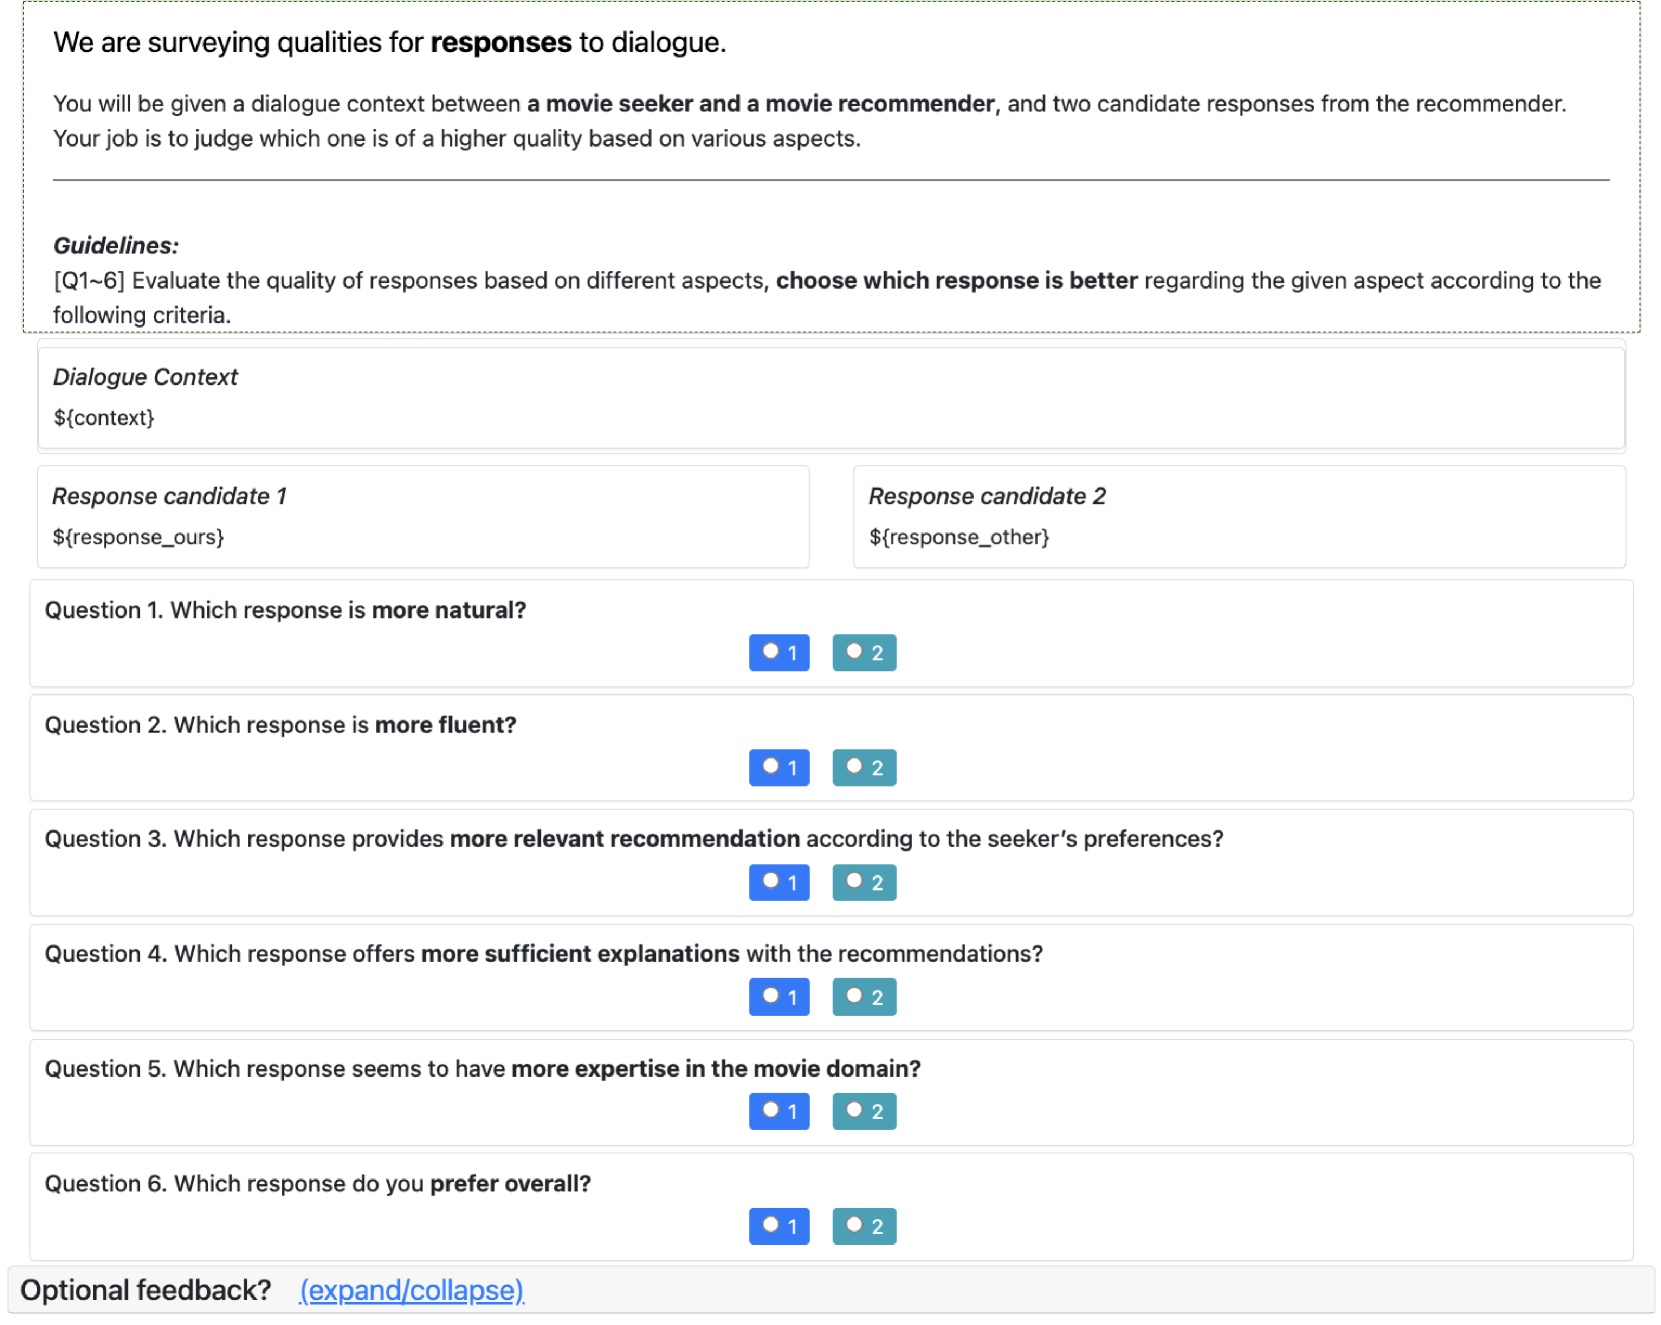 We are surveying qualities for responses to dialogue.
You will be given a dialogue context between a movie seeker and a movie recommender, and two candidate responses from the recommender.
Your job is to judge which one is of a higher quality based on various aspects.
Guidelines:
[Q1~6] Evaluate the quality of responses based on different aspects, choose which response is better regarding the given aspect according to the
following criteria.
Dialogue Context
${context}
Response candidate 1
${response_ours}
Response candidate 2
${response_other}
Question 1. Which response is more natural?
1 2
Question 2. Which response is more fluent?
1 2
Question 3. Which response provides more relevant recommendation according to the seeker’s preferences?
1 2
Question 4. Which response offers more sufficient explanations with the recommendations?
1 2
Question 5. Which response seems to have more expertise in the movie domain?
1 2
Question 6. Which response do you prefer overall?
1 2
Optional feedback? (expand/collapse)